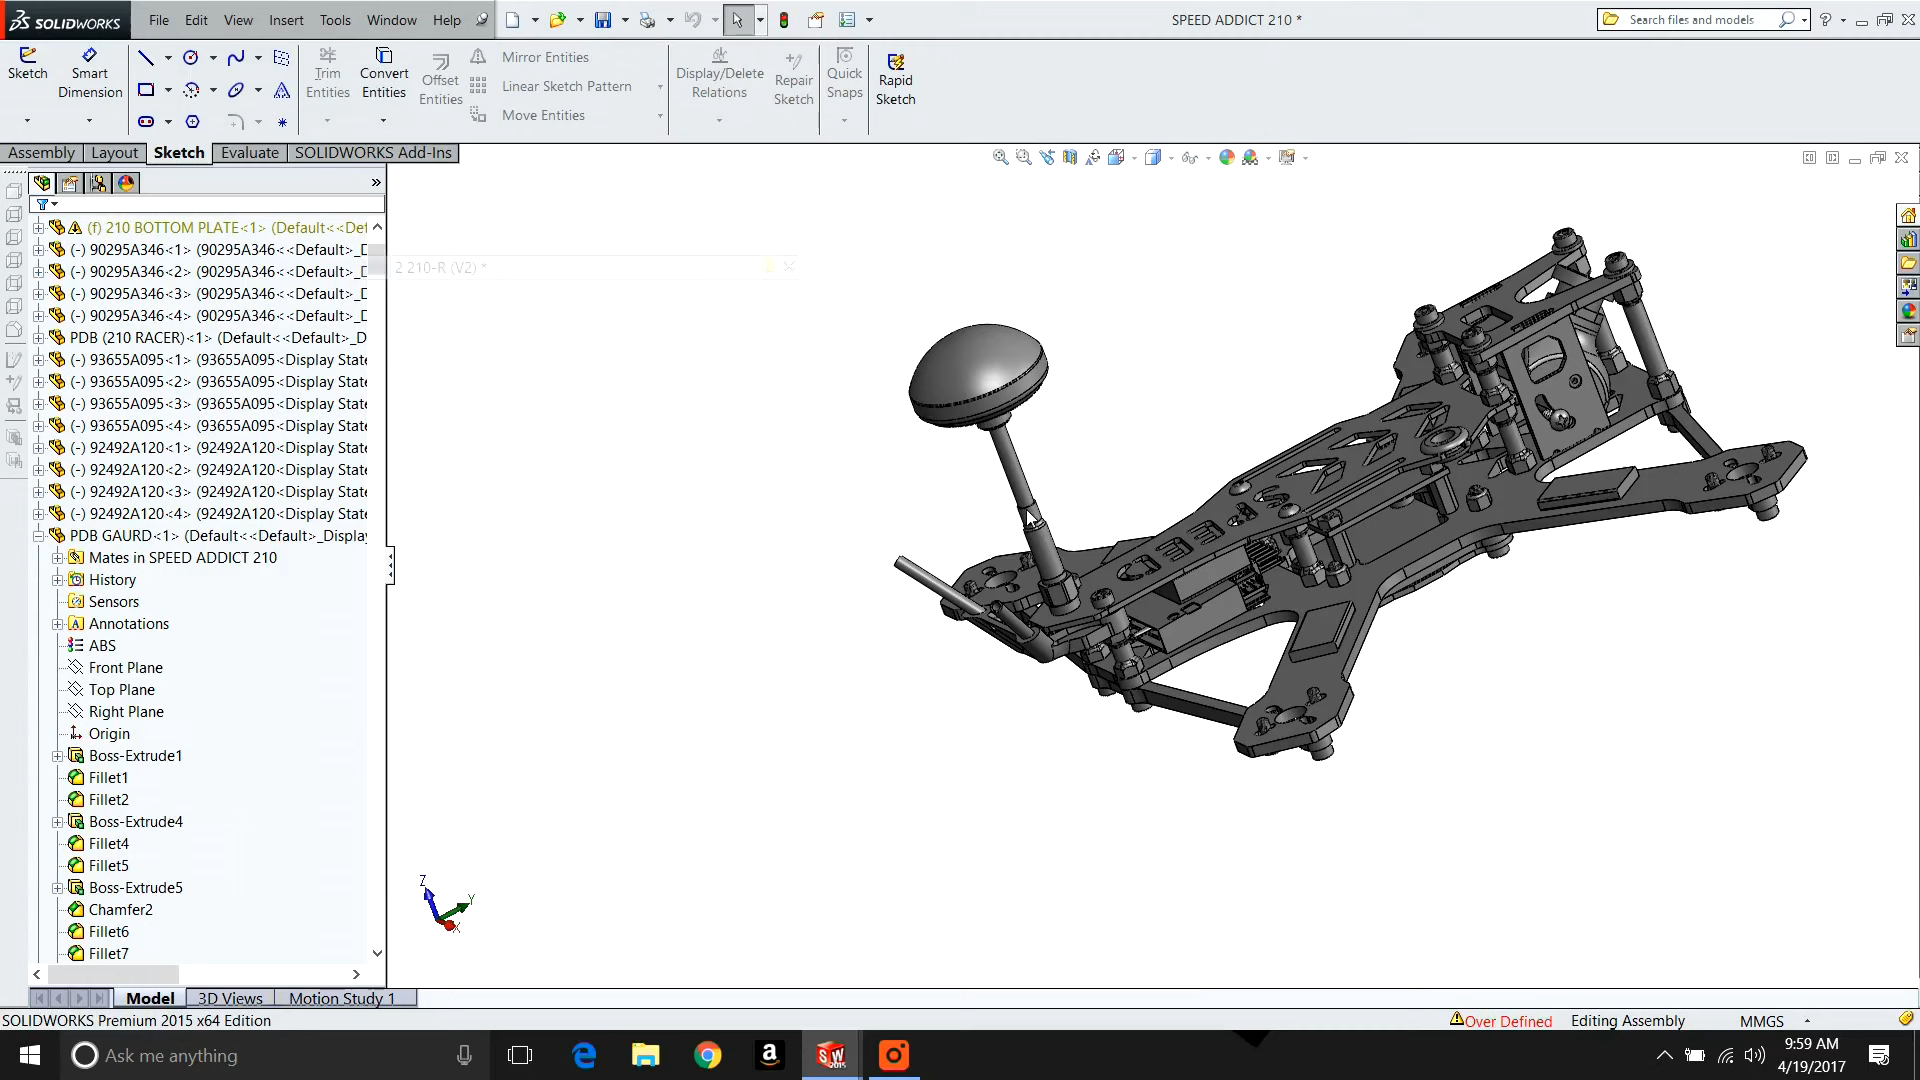 SOLIDWORKS
File Edit View Insert Tools Window Help
SPEED ADDICT 210 *
Search files and models
Sketch
Smart Dimension
Trim Entities
Convert Entities
Offset Entities
Mirror Entities
Linear Sketch Pattern
Move Entities
Display/Delete Relations
Repair Sketch
Quick Snaps
Rapid Sketch
Assembly Layout Sketch Evaluate SOLIDWORKS Add-Ins
(f) 210 BOTTOM PLATE<1> (Default<<Def
(-) 90295A346<1> (90295A346<<Default>_D
(-) 90295A346<2> (90295A346<<Default>_D
2 210-R (V2) *
(-) 90295A346<3> (90295A346<<Default>_D
(-) 90295A346<4> (90295A346<<Default>_D
PDB (210 RACER)<1> (Default<<Default>_D
(-) 93655A095<1> (93655A095<Display State
(-) 93655A095<2> (93655A095<Display State
(-) 93655A095<3> (93655A095<Display State
(-) 93655A095<4> (93655A095<Display State
(-) 92492A120<1> (92492A120<Display State
(-) 92492A120<2> (92492A120<Display State
(-) 92492A120<3> (92492A120<Display State
(-) 92492A120<4> (92492A120<Display State
PDB GAURD<1> (Default<<Default>_Display
Mates in SPEED ADDICT 210
History
Sensors
Annotations
ABS
Front Plane
Top Plane
Right Plane
Origin
Boss-Extrude1
Fillet1
Fillet2
Boss-Extrude4
Fillet4
Fillet5
Boss-Extrude5
Chamfer2
Fillet6
Fillet7
SPEED
Z
Y
X
Model 3D Views Motion Study 1
SOLIDWORKS Premium 2015 x64 Edition
Over Defined Editing Assembly MMGS
Ask me anything
SW
2015
9:59 AM
4/19/2017